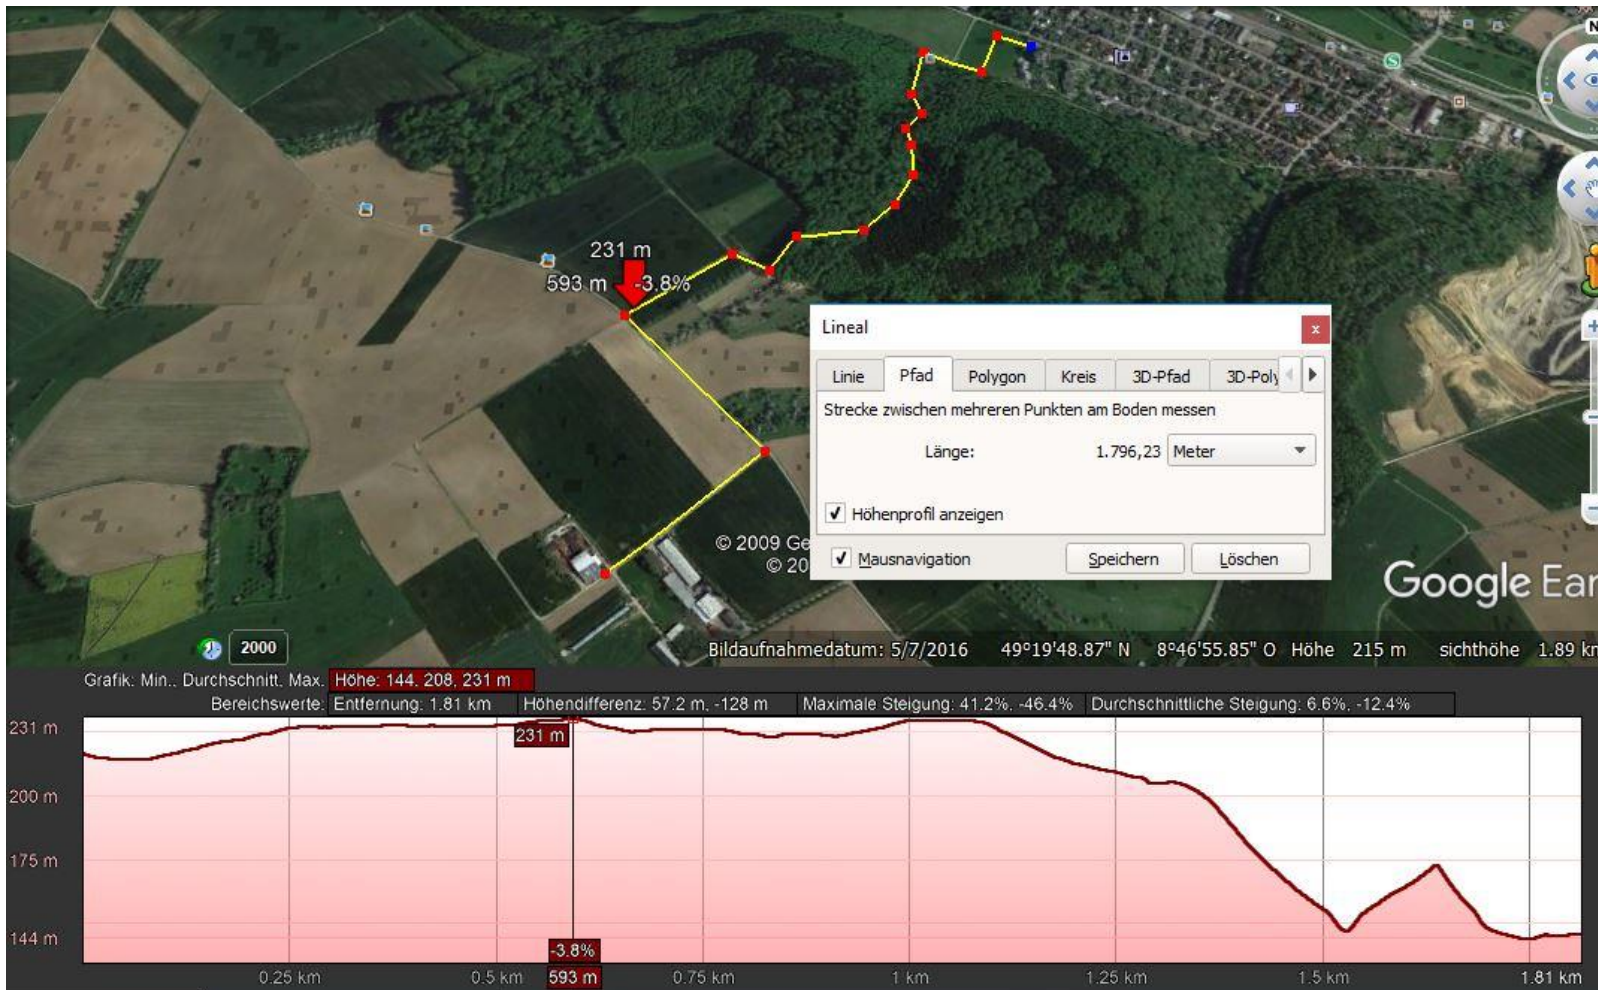 N
S
231 m
593 m -3.8%
Lineal
x
Linie Pfad Polygon Kreis 3D-Pfad 3D-Poly
Strecke zwischen mehreren Punkten am Boden messen
Länge: 1.796,23 Meter
Höhenprofil anzeigen
Mausnavigation Speichern Löschen
© 2009 Ge
© 20
Google Ear
2000
Bildaufnahmedatum: 5/7/2016 49°19'48.87" N 8°46'55.85" O Höhe 215 m sichthöhe 1.89 km
Grafik: Min., Durchschnitt, Max. Höhe: 144, 208, 231 m
Bereichswerte: Entfernung: 1.81 km Höhendifferenz: 57.2 m, -128 m Maximale Steigung: 41.2%, -46.4% Durchschnittliche Steigung: 6.6%, -12.4%
231 m
231 m
200 m
175 m
144 m
-3.8%
0.25 km 0.5 km 593 m 0.75 km 1 km 1.25 km 1.5 km 1.81 km